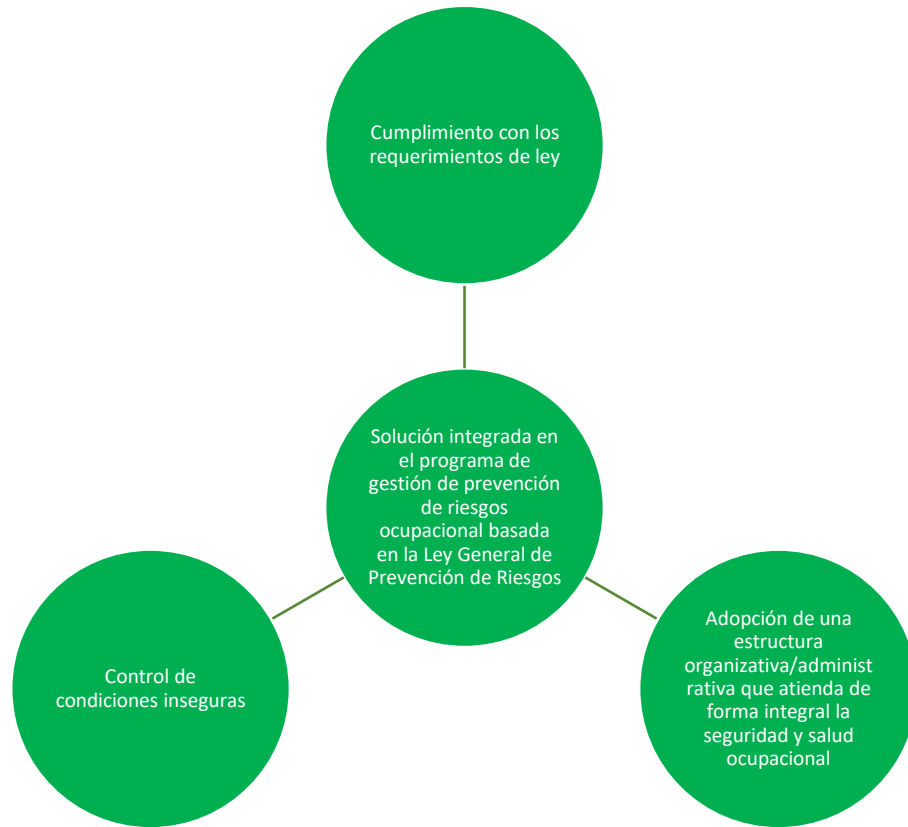 Cumplimiento con los
requerimientos de ley
Solución integrada en
el programa de
gestión de prevención
de riesgos
ocupacional basada
en la Ley General de
Prevención de Riesgos
Control de
condiciones inseguras
Adopción de una
estructura
organizativa/administ
rativa que atienda de
forma integral la
seguridad y salud
ocupacional